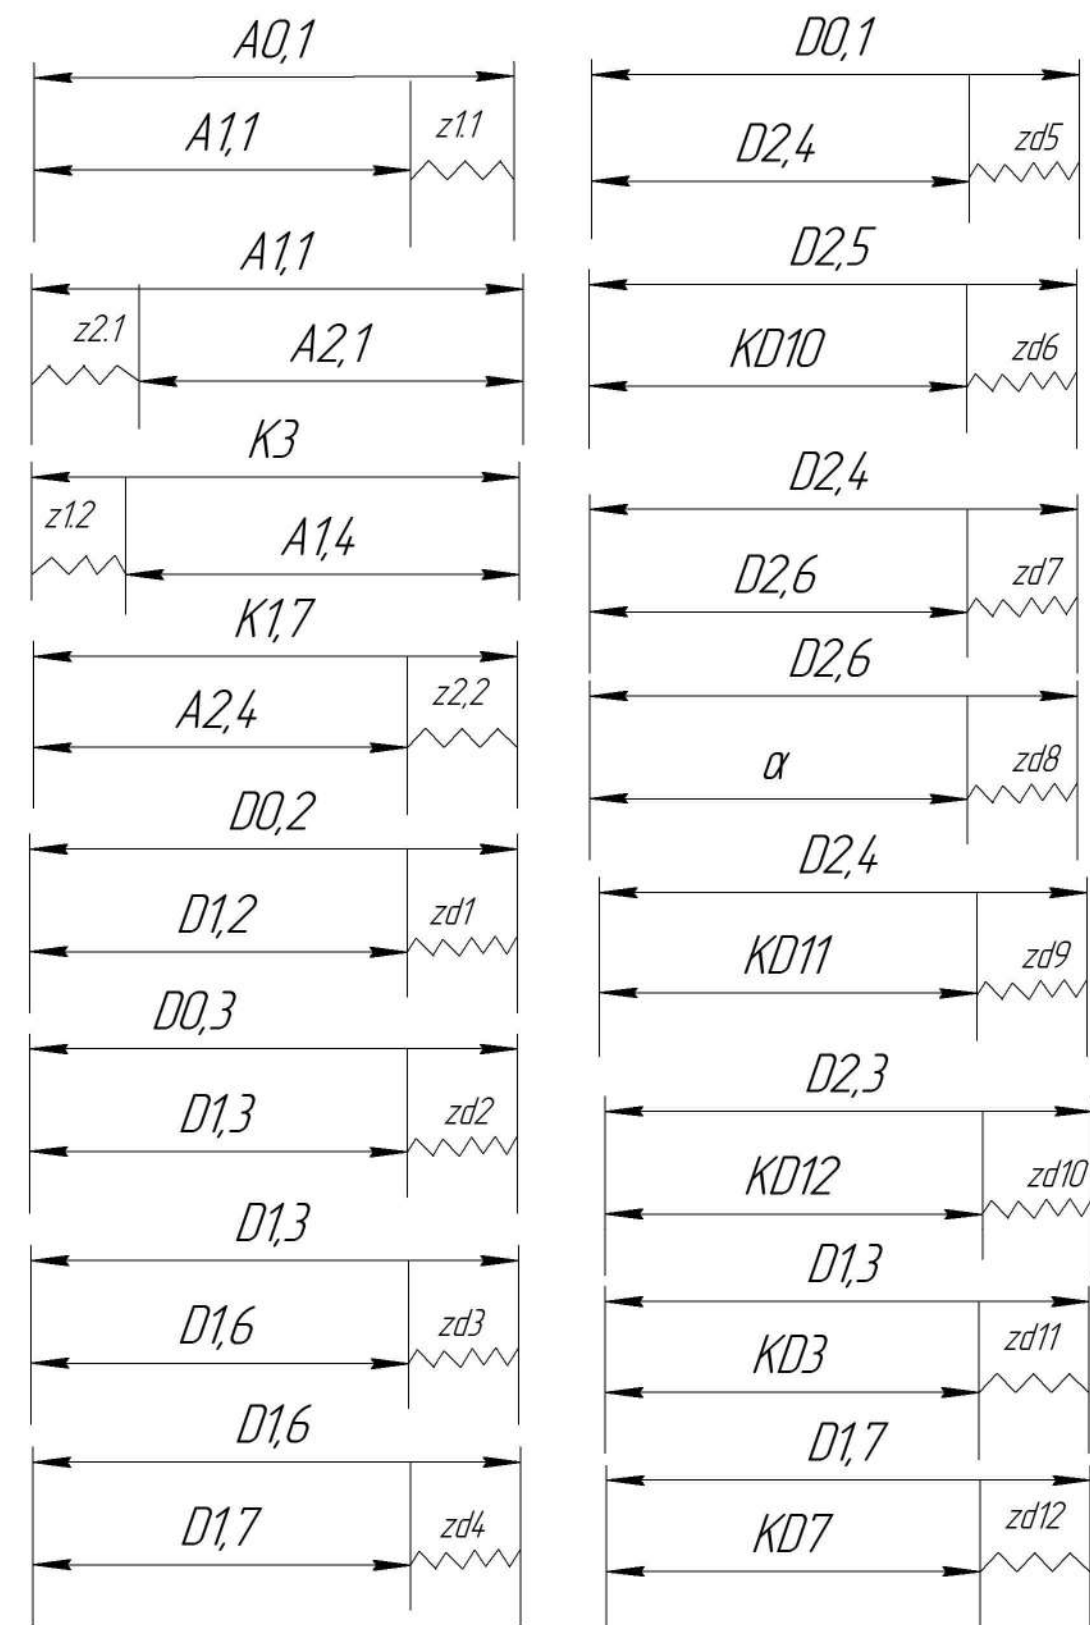 A0,1
A1,1
z1.1
A1,1
z2.1
A2,1
K3
z1.2
A1,4
K1,7
A2,4
z2,2
D0,2
D1,2
zd1
D0,3
D1,3
zd2
D1,3
D1,6
zd3
D1,6
D1,7
zd4
D0,1
D2,4
zd5
D2,5
KD10
zd6
D2,4
D2,6
zd7
D2,6
α
zd8
D2,4
KD11
zd9
D2,3
KD12
zd10
D1,3
KD3
zd11
D1,7
KD7
zd12